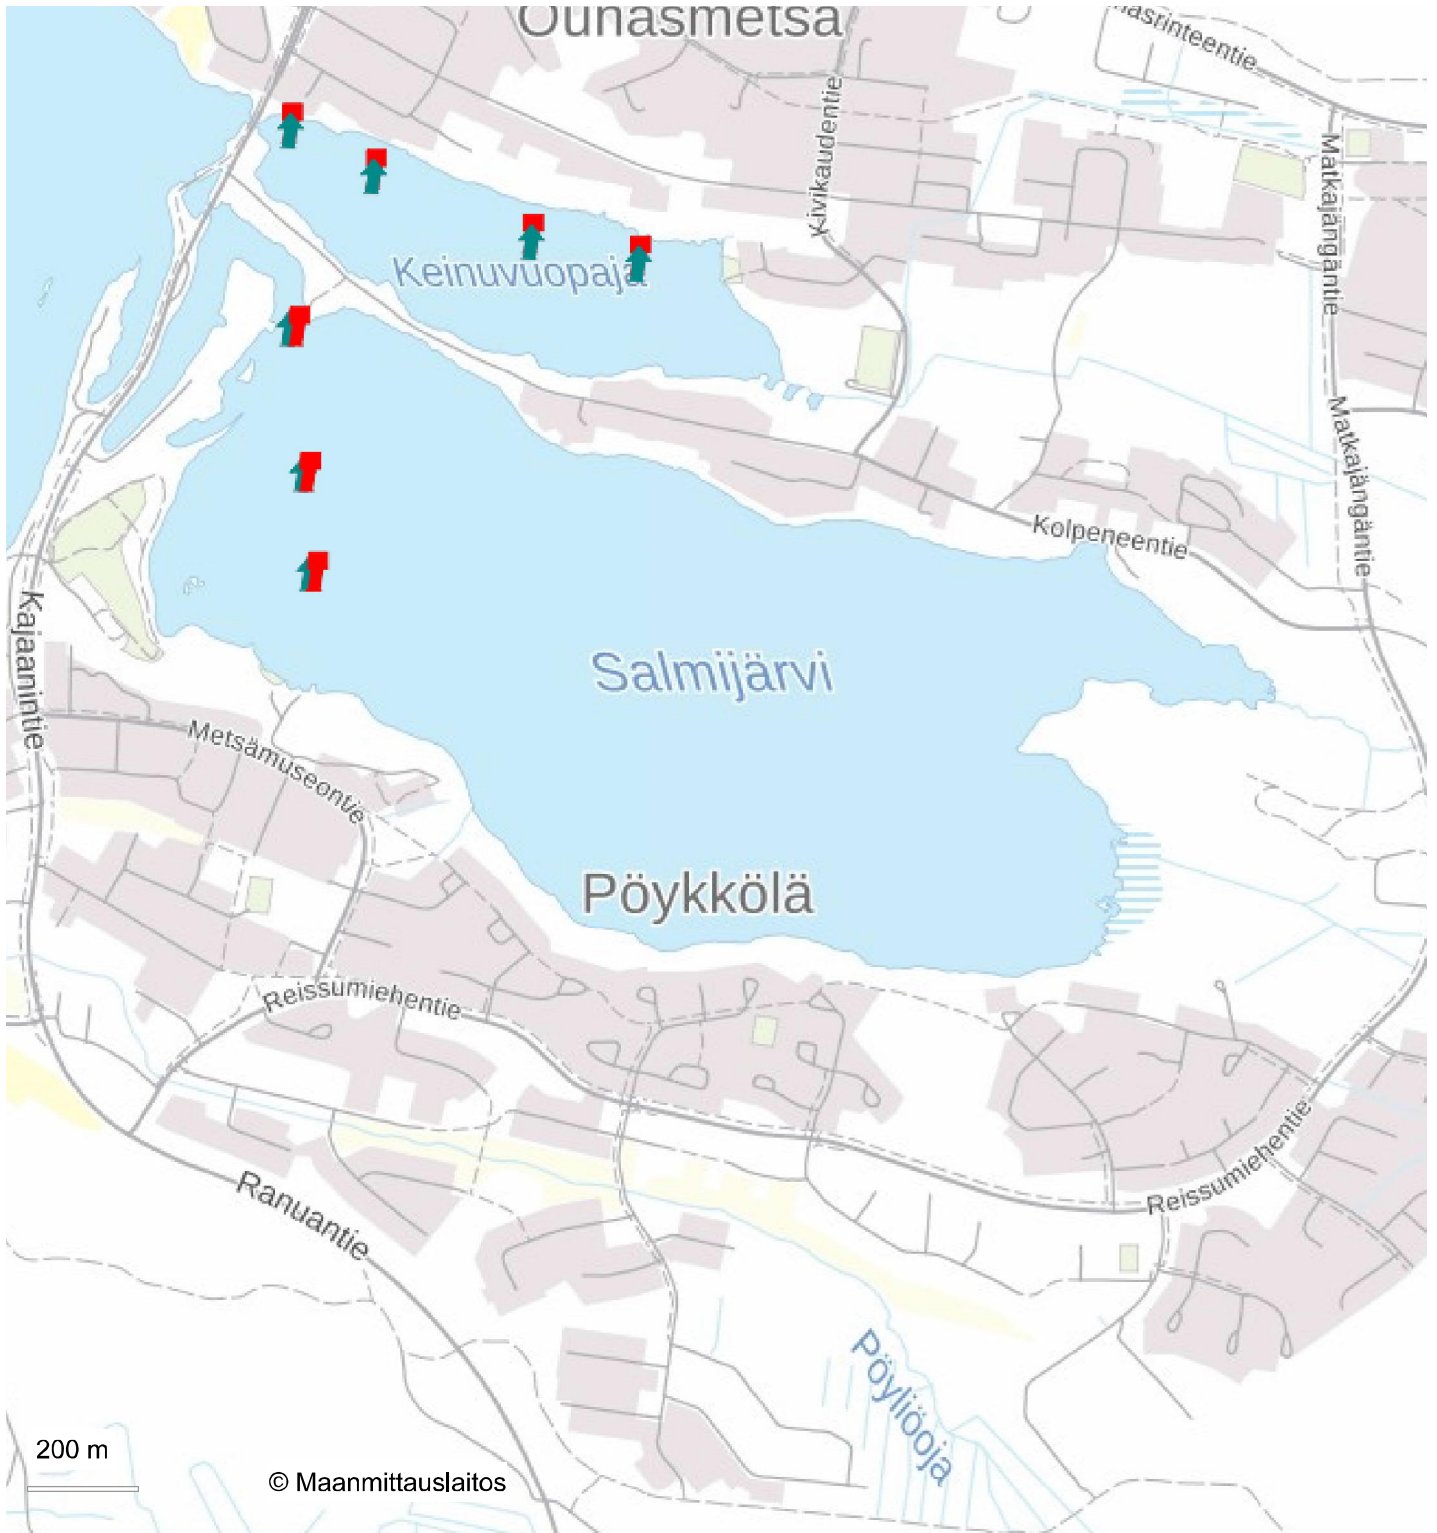 Ounasmetsä
Kivikaudentie
Matkajängäntie
Keinuvuopaja
Matkajängäntie
Kolpeneentie
Kajaanintie
Salmijärvi
Metsämuseontie
Pöykkölä
Reissumiehentie
Reissumiehentie
Ranuantie
Pöyliöoja
200 m
© Maanmittauslaitos